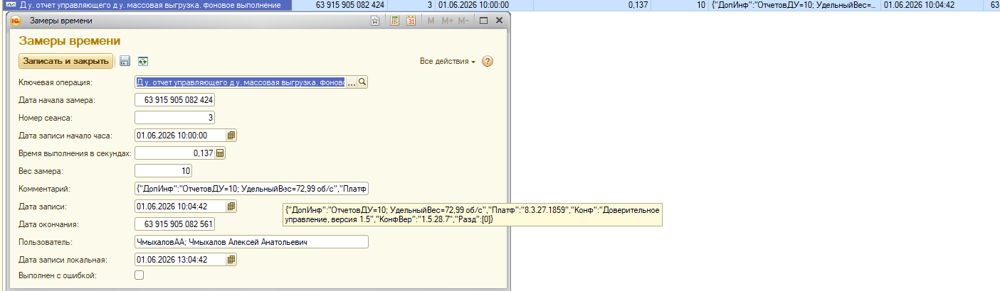 Д у. отчет управляющего д у. массовая выгрузка. фоновое выполнение 63 915 905 082 424 3 01.06.2026 10:00:00 0,137 10 {"ДопИнф":"ОтчетовДУ=10; УдельныйВес=... 01.06.2026 10:04:42 63
1С Замеры времени 31 M M+ M-
Замеры времени
Записать и закрыть Все действия ?
Ключевая операция: Д у. отчет управляющего д у. массовая выгрузка. фоново ...
Дата начала замера: 63 915 905 082 424
Номер сеанса: 3
Дата записи начало часа: 01.06.2026 10:00:00
Время выполнения в секундах: 0,137
Вес замера: 10
Комментарий: {"ДопИнф":"ОтчетовДУ=10; УдельныйВес=72,99 об/с","Платф
Дата записи: 01.06.2026 10:04:42
{"ДопИнф":"ОтчетовДУ=10; УдельныйВес=72,99 об/с","Платф":"8.3.27.1859","Конф":"Доверительное
управление, версия 1.5","КонфВер":"1.5.28.7","Разд":[0]}
Дата окончания: 63 915 905 082 561
Пользователь: ЧмыхаловАА; Чмыхалов Алексей Анатольевич
Дата записи локальная: 01.06.2026 13:04:42
Выполнен с ошибкой: